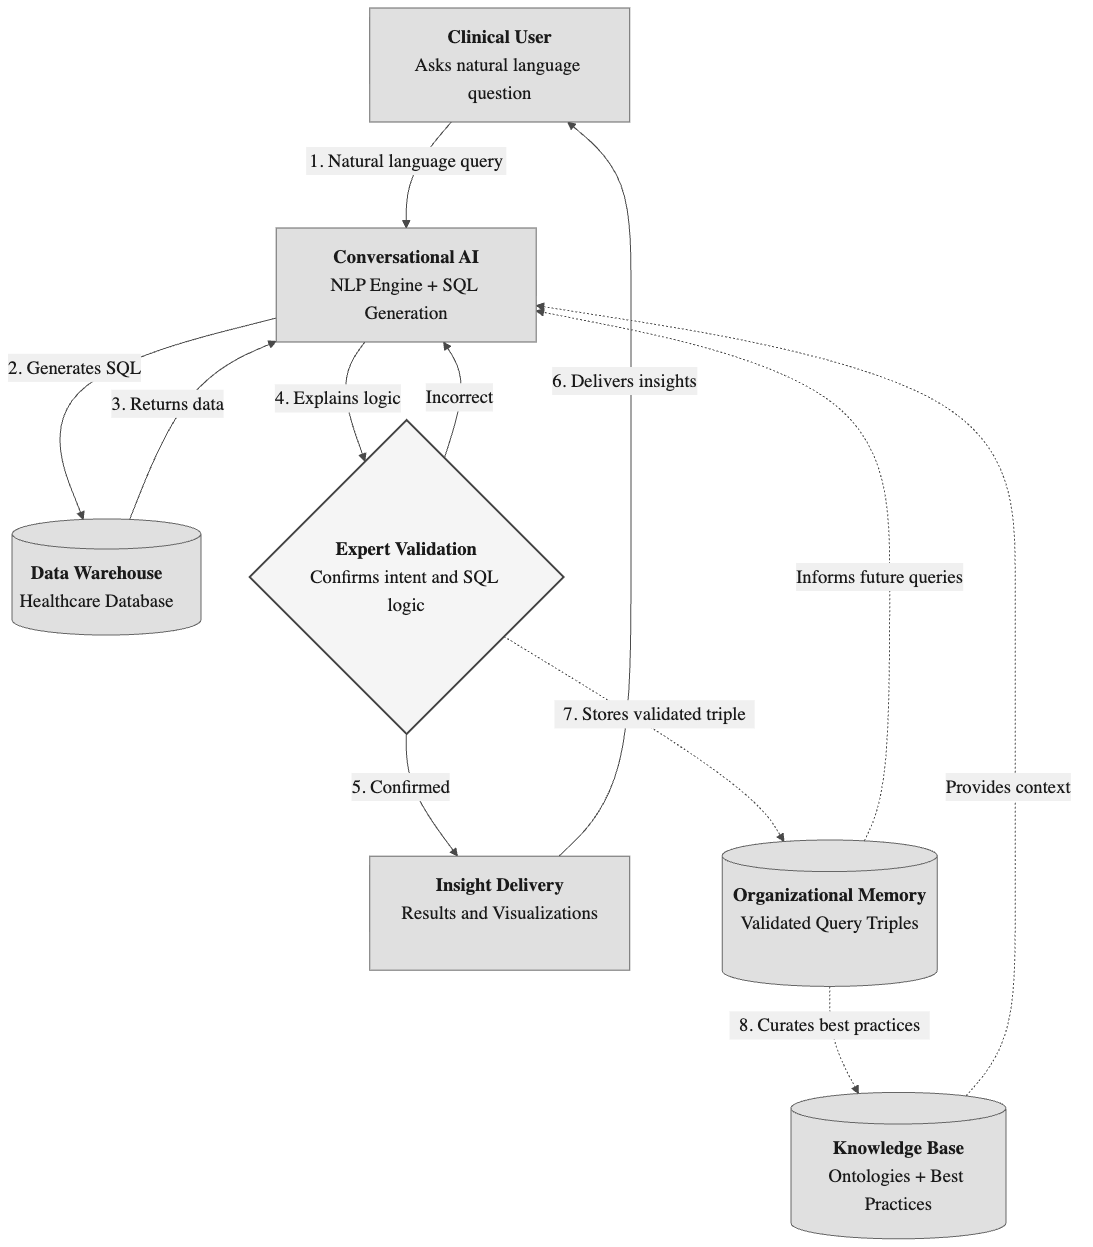 Clinical User
Asks natural language
question
1. Natural language query
Conversational AI
NLP Engine + SQL
Generation
2. Generates SQL
3. Returns data
4. Explains logic
Incorrect
6. Delivers insights
Expert Validation
Confirms intent and SQL
logic
Data Warehouse
Healthcare Database
Informs future queries
7. Stores validated triple
5. Confirmed
Provides context
Insight Delivery
Results and Visualizations
Organizational Memory
Validated Query Triples
8. Curates best practices
Knowledge Base
Ontologies + Best
Practices